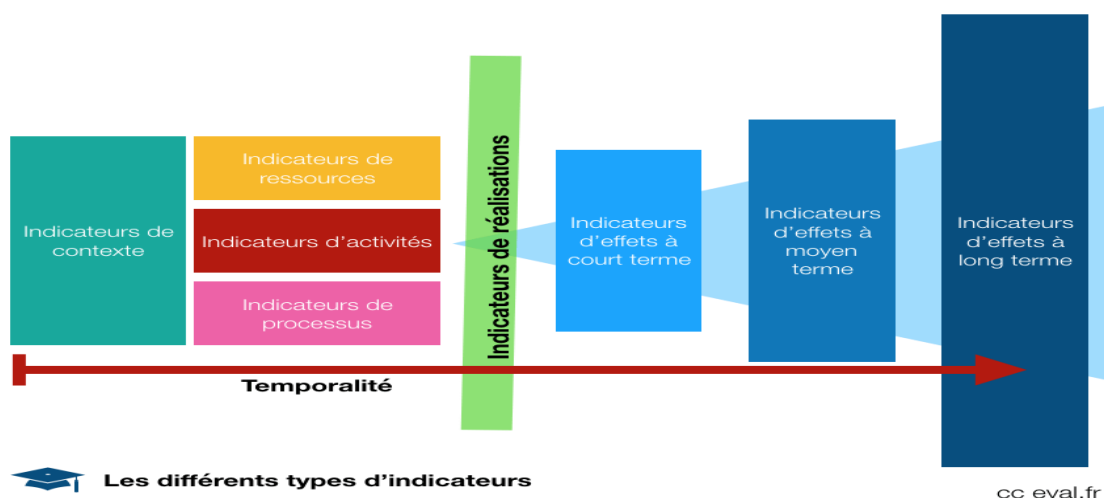 Indicateurs de
contexte
Indicateurs de
ressources
Indicateurs d'activités
Indicateurs de
processus
Indicateurs de réalisations
Indicateurs
d'effets à
court terme
Indicateurs
d'effets à
moyen
terme
Indicateurs
d'effets à
long terme
Temporalité
Les différents types d'indicateurs
cc eval.fr